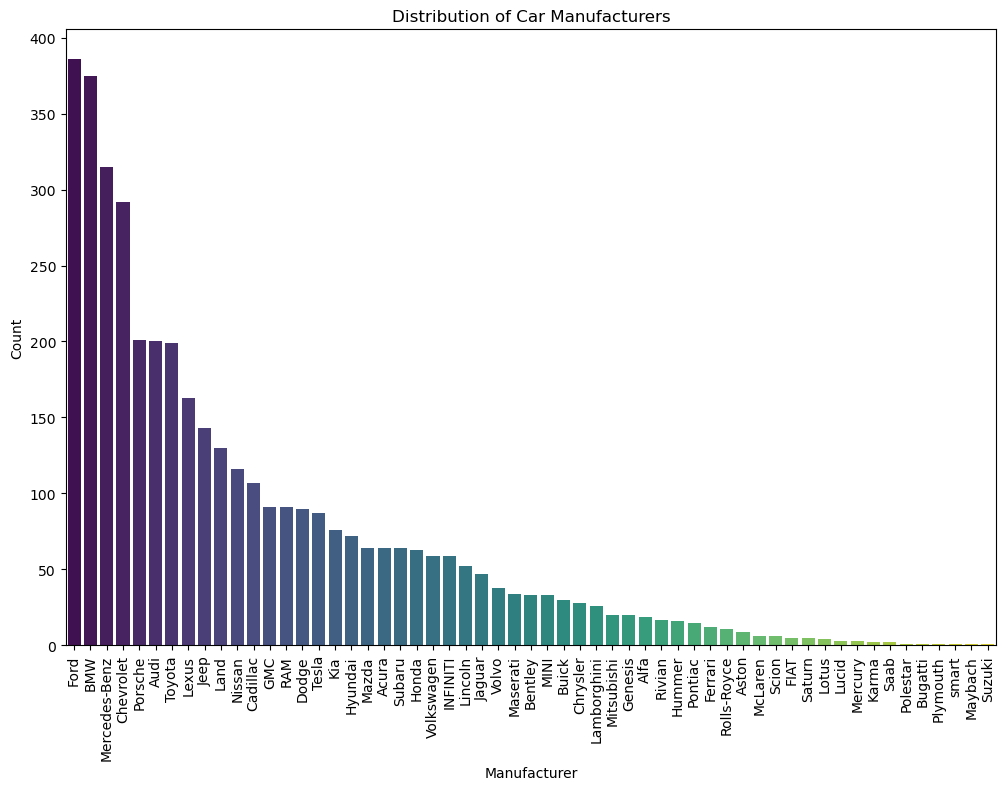 Distribution of Car Manufacturers
400
350
300
250
200
150
100
50
0
Count
Ford
BMW
Mercedes-Benz
Chevrolet
Porsche
Audi
Toyota
Lexus
Jeep
Land
Nissan
Cadillac
GMC
RAM
Dodge
Tesla
Kia
Hyundai
Mazda
Acura
Subaru
Honda
Volkswagen
INFINITI
Lincoln
Jaguar
Volvo
Maserati
Bentley
MINI
Buick
Chrysler
Lamborghini
Mitsubishi
Genesis
Alfa
Rivian
Hummer
Pontiac
Ferrari
Rolls-Royce
Aston
McLaren
Scion
FIAT
Saturn
Lotus
Lucid
Mercury
Karma
Saab
Polestar
Bugatti
Plymouth
smart
Maybach
Suzuki
Manufacturer